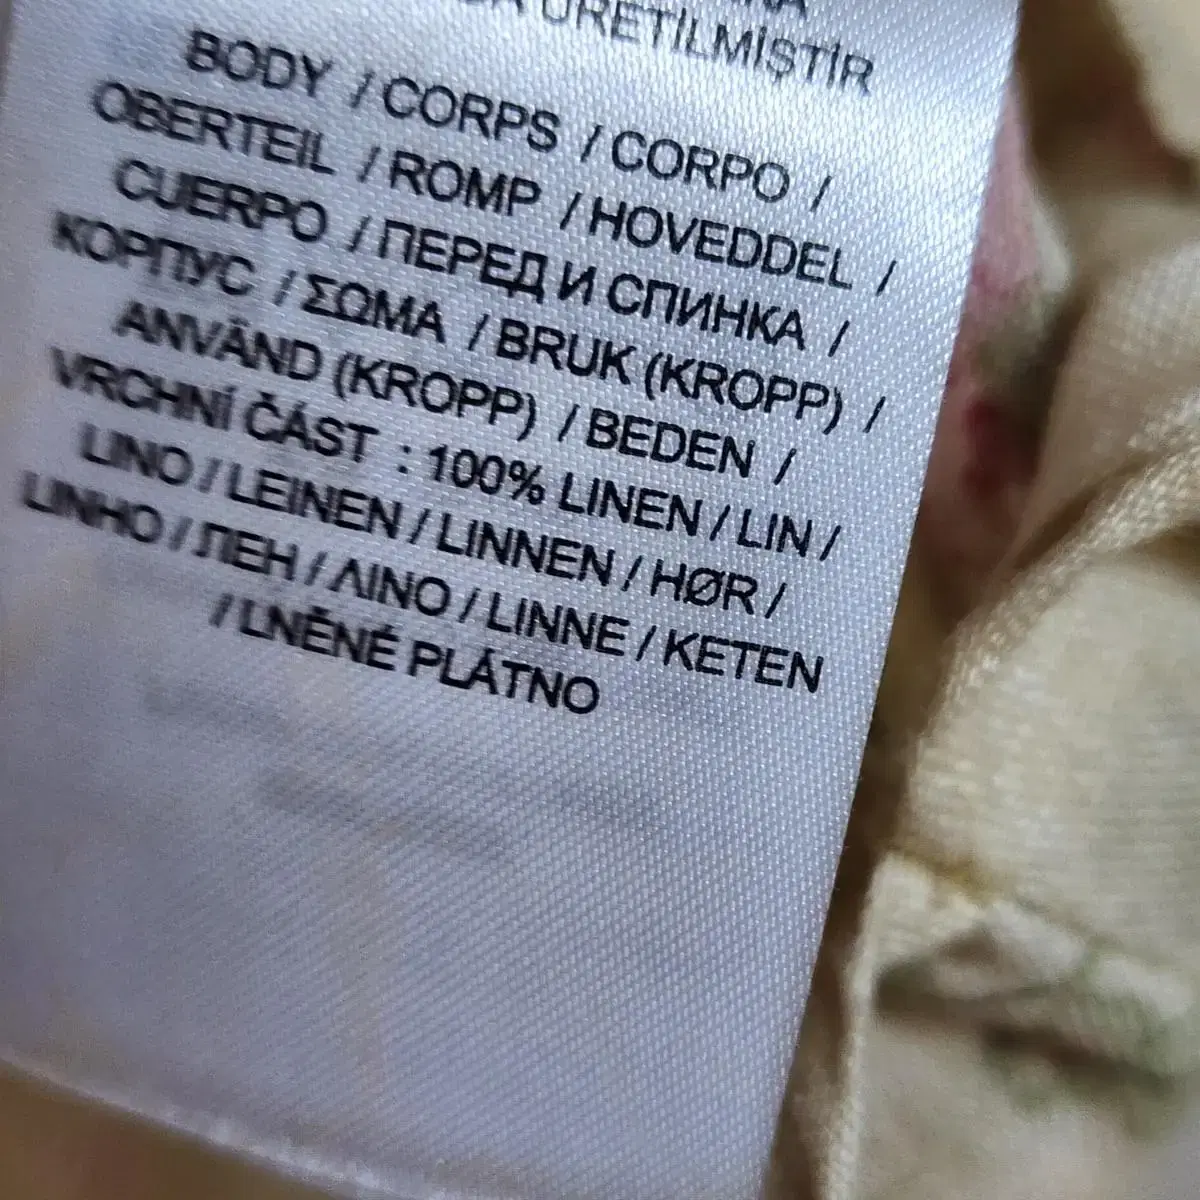 ÜRETİLMİŞTİR
BODY / CORPS / CORPO /
OBERTEIL / ROMP / HOVEDDEL /
CUERPO / ПЕРЕД И СПИНКА /
КОРПУС / ΣΩΜΑ / BRUK (KROPP) /
ANVÄND (KROPP) / BEDEN /
VRCHNÍ ČÁST : 100% LINEN / LIN /
LINO / LEINEN / LINNEN / HØR /
LINHO / ЛЕН / ΛΙΝΟ / LINNE / KETEN
/ LNĚNÉ PLÁTNO